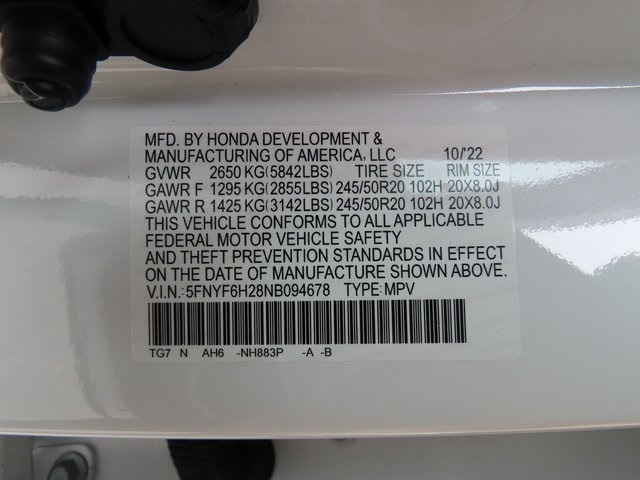 MFD. BY HONDA DEVELOPMENT &
MANUFACTURING OF AMERICA, LLC 10/'22
GVWR 2650 KG(5842LBS) TIRE SIZE RIM SIZE
GAWR F 1295 KG(2855LBS) 245/50R20 102H 20X8.0J
GAWR R 1425 KG(3142LBS) 245/50R20 102H 20X8.0J
THIS VEHICLE CONFORMS TO ALL APPLICABLE
FEDERAL MOTOR VEHICLE SAFETY
AND THEFT PREVENTION STANDARDS IN EFFECT
ON THE DATE OF MANUFACTURE SHOWN ABOVE.
V.I.N.:5FNYF6H28NB094678 TYPE:MPV
TG7 N AH6 -NH883P -A -B